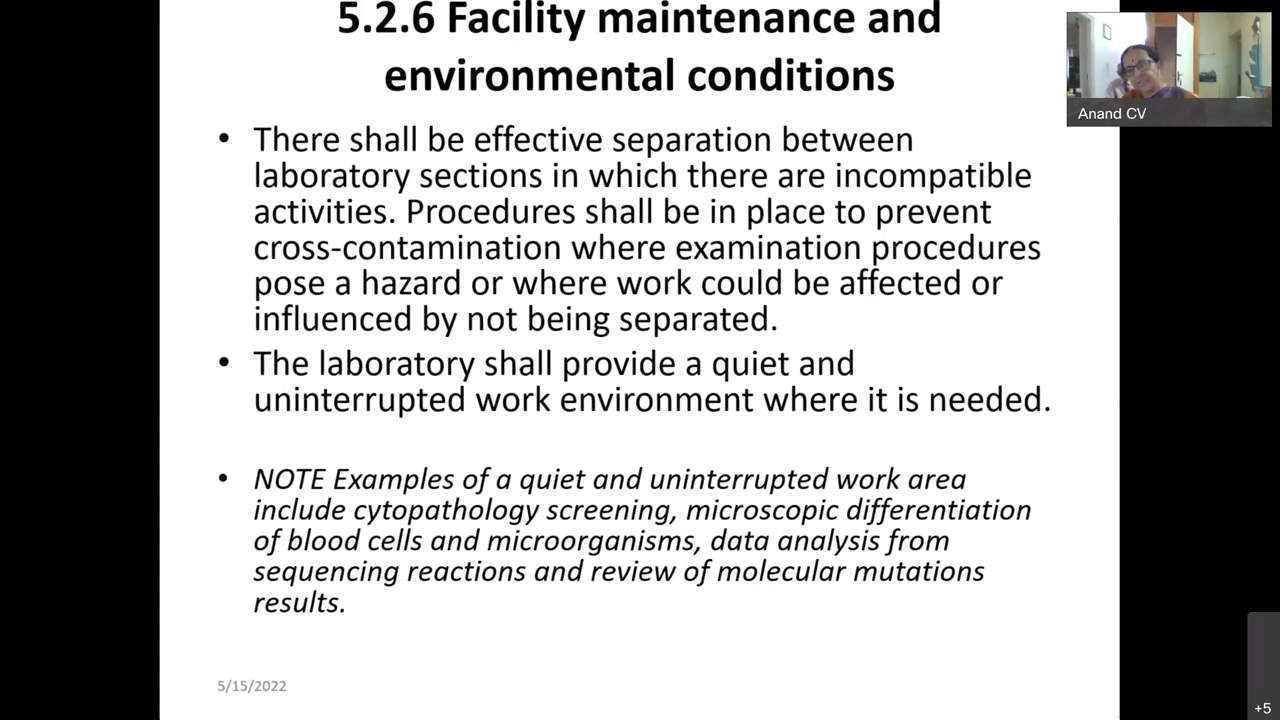 5.2.6 Facility maintenance and
environmental conditions
Anand CV
• There shall be effective separation between
laboratory sections in which there are incompatible
activities. Procedures shall be in place to prevent
cross-contamination where examination procedures
pose a hazard or where work could be affected or
influenced by not being separated.
• The laboratory shall provide a quiet and
uninterrupted work environment where it is needed.
• NOTE Examples of a quiet and uninterrupted work area
include cytopathology screening, microscopic differentiation
of blood cells and microorganisms, data analysis from
sequencing reactions and review of molecular mutations
results.
5/15/2022
+5